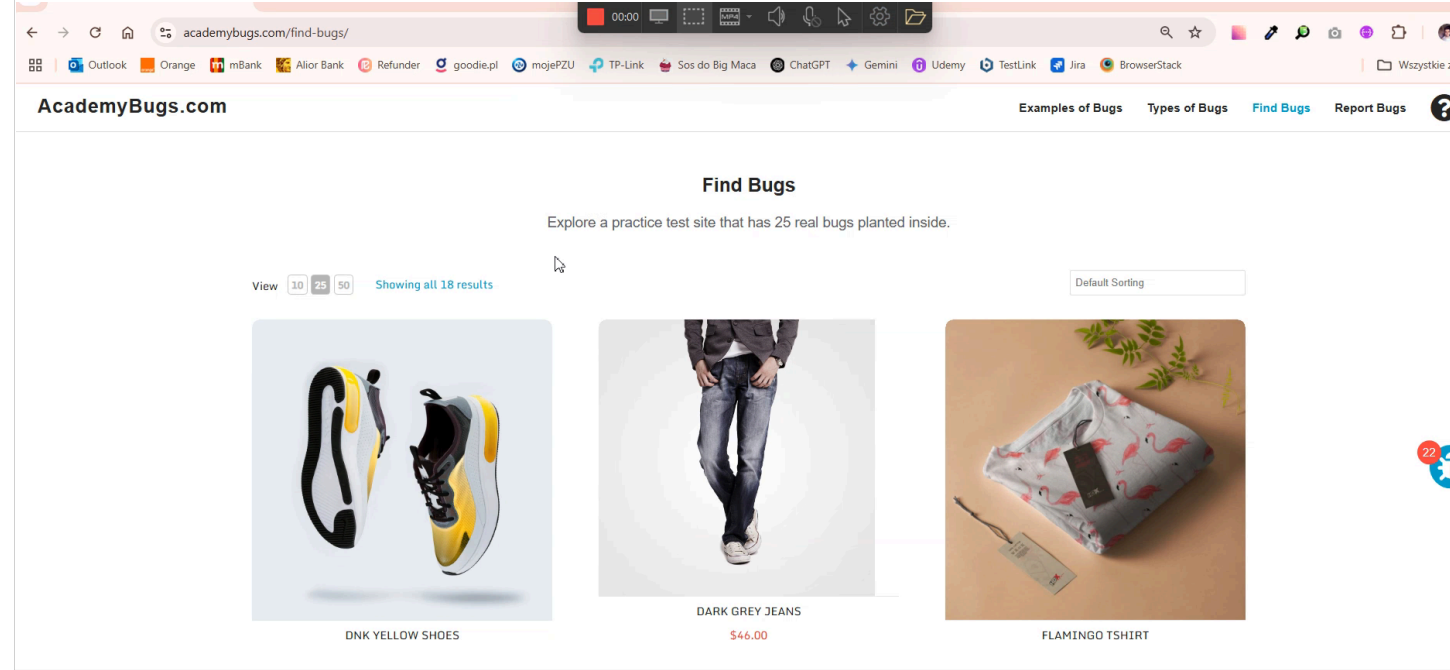 00:00 MP4
academybugs.com/find-bugs/
Outlook Orange mBank Alior Bank Refunder goodie.pl mojePZU TP-Link Sos do Big Maca ChatGPT Gemini Udemy TestLink Jira BrowserStack Wszystkie
AcademyBugs.com Examples of Bugs Types of Bugs Find Bugs Report Bugs ?
Find Bugs
Explore a practice test site that has 25 real bugs planted inside.
View 10 25 50 Showing all 18 results Default Sorting
22
DARK GREY JEANS
DNK YELLOW SHOES $46.00 FLAMINGO TSHIRT